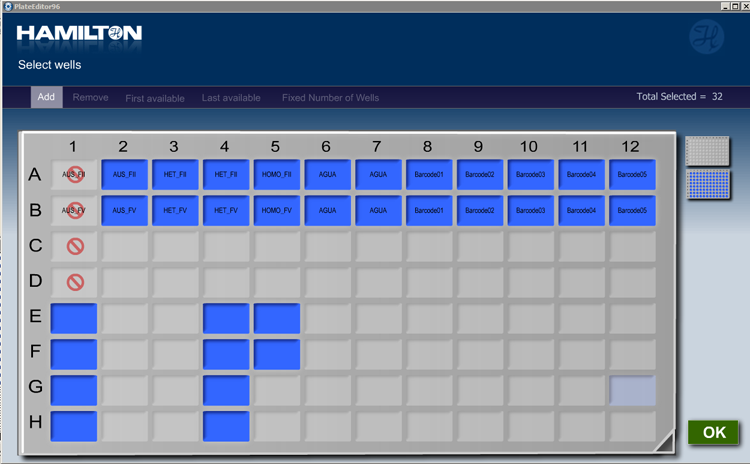 PlateEditor96
HAMILTON
Select wells
Add Remove First available Last available Fixed Number of Wells Total Selected = 32
1 2 3 4 5 6 7 8 9 10 11 12
A AUS_FII AUS_FII HET_FII HET_FII HOMO_FII AGUA AGUA Barcode01 Barcode02 Barcode03 Barcode04 Barcode05
B AUS_FV AUS_FV HET_FV HET_FV HOMO_FV AGUA AGUA Barcode01 Barcode02 Barcode03 Barcode04 Barcode05
C
D
E
F
G
H
OK